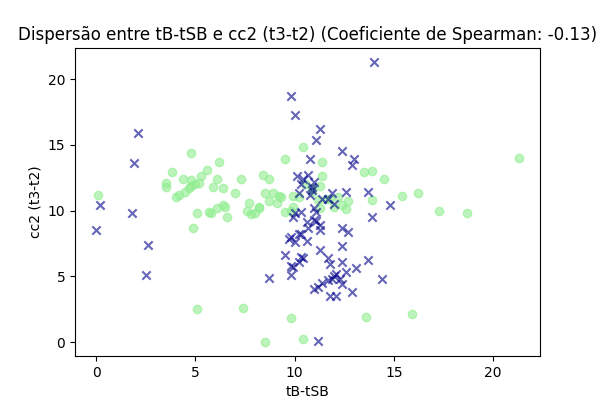 Dispersão entre tB-tSB e cc2 (t3-t2) (Coeficiente de Spearman: -0.13)
20
15
10
5
0
cc2 (t3-t2)
0 5 10 15 20
tB-tSB